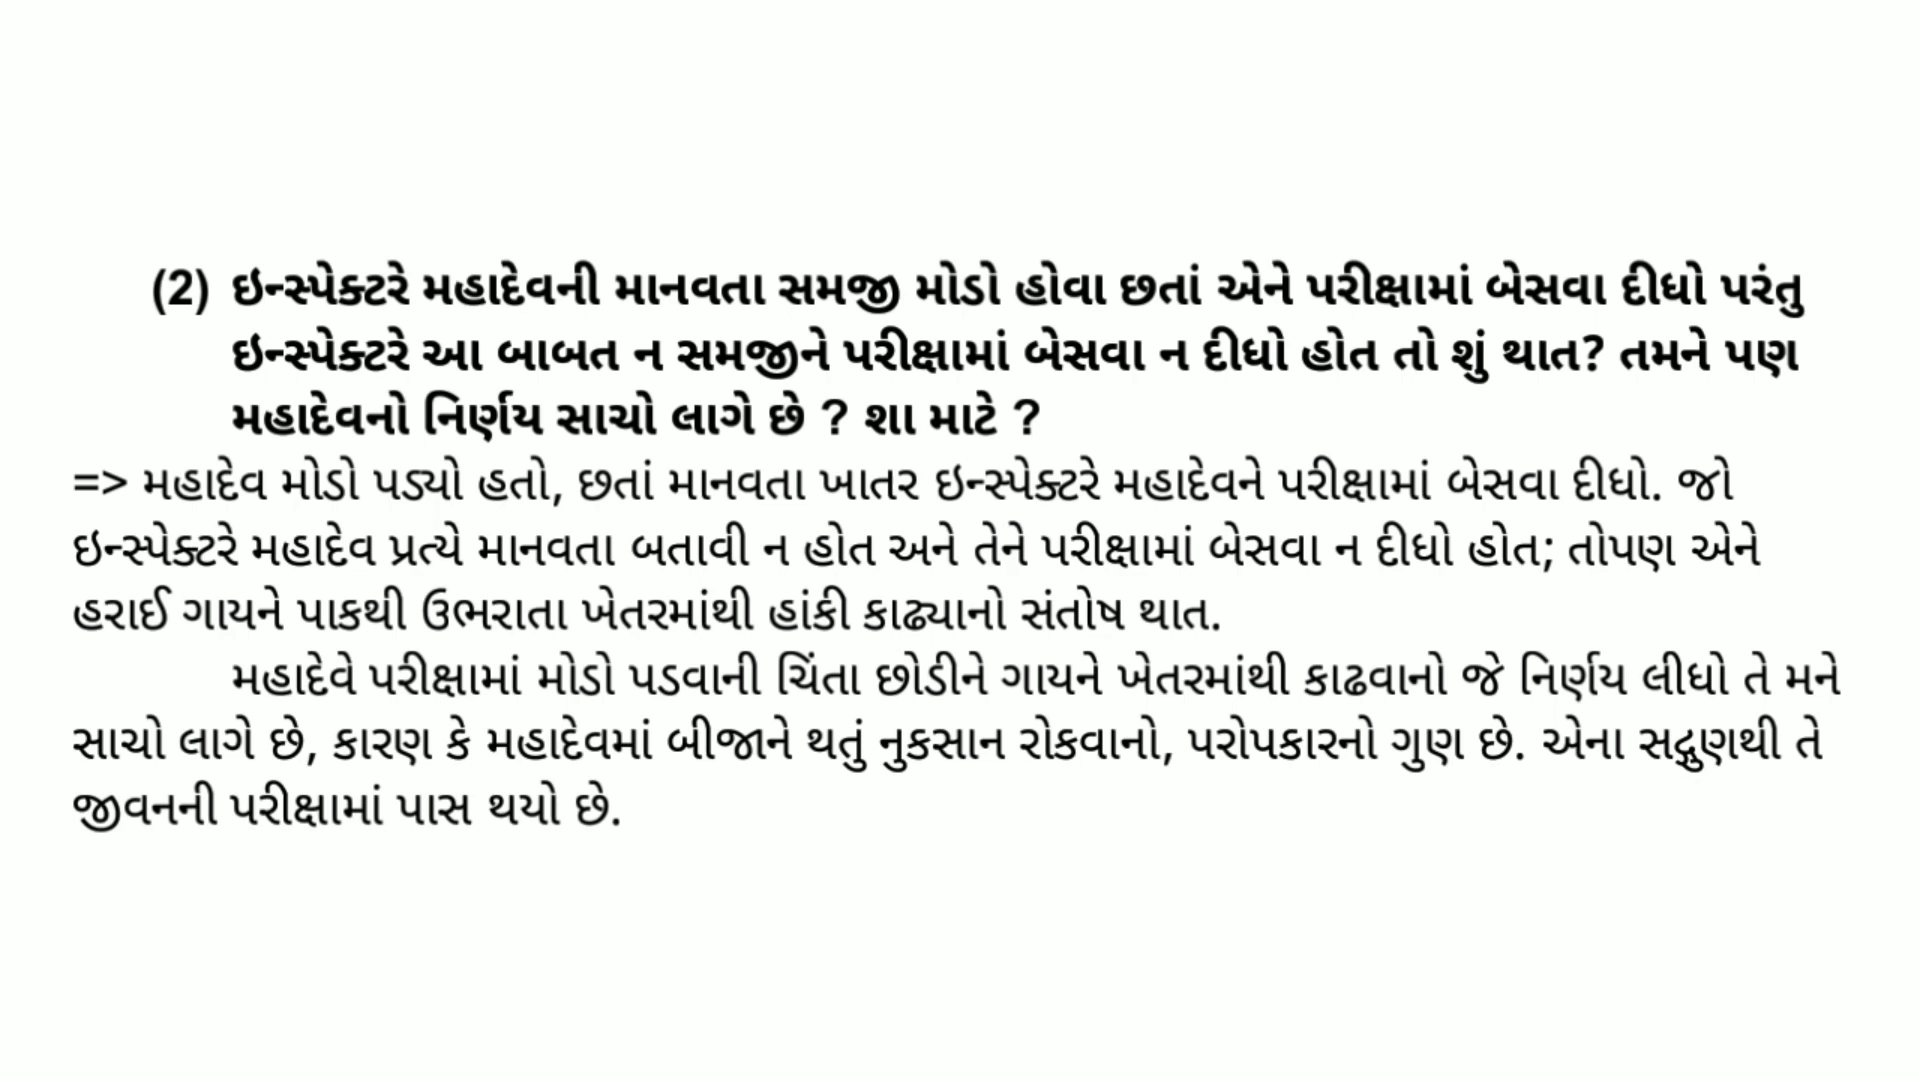 (2) ઇન્સ્પેક્ટરે મહાદેવની માનવતા સમજી મોડો હોવા છતાં એને પરીક્ષામાં બેસવા દીધો પરંતુ
ઇન્સ્પેક્ટરે આ બાબત ન સમજીને પરીક્ષામાં બેસવા ન દીધો હોત તો શું થાત? તમને પણ
મહાદેવનો નિર્ણય સાચો લાગે છે ? શા માટે ?
=> મહાદેવ મોડો પડ્યો હતો, છતાં માનવતા ખાતર ઇન્સ્પેક્ટરે મહાદેવને પરીક્ષામાં બેસવા દીધો. જો
ઇન્સ્પેક્ટરે મહાદેવ પ્રત્યે માનવતા બતાવી ન હોત અને તેને પરીક્ષામાં બેસવા ન દીધો હોત; તોપણ એને
હરાઈ ગાયને પાકથી ઉભરાતા ખેતરમાંથી હાંકી કાઢ્યાનો સંતોષ થાત.
મહાદેવે પરીક્ષામાં મોડો પડવાની ચિંતા છોડીને ગાયને ખેતરમાંથી કાઢવાનો જે નિર્ણય લીધો તે મને
સાચો લાગે છે, કારણ કે મહાદેવમાં બીજાને થતું નુકસાન રોકવાનો, પરોપકારનો ગુણ છે. એના સદ્ગુણથી તે
જીવનની પરીક્ષામાં પાસ થયો છે.